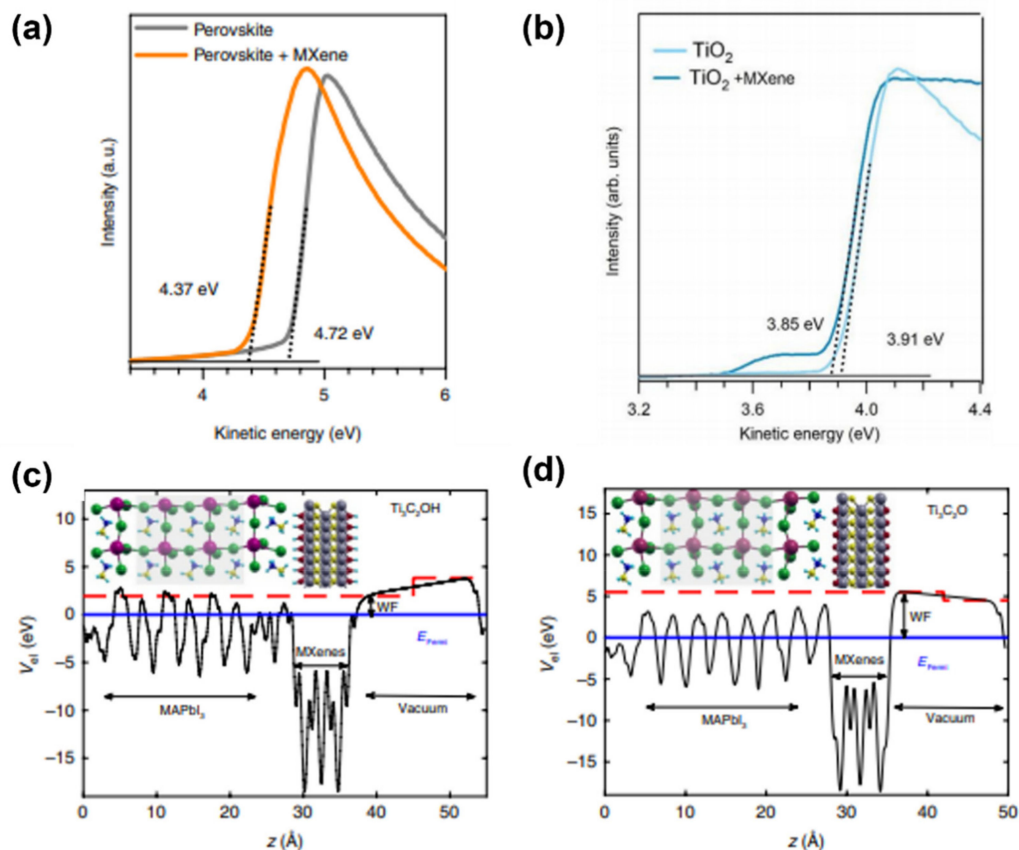 (a)
Perovskite
Perovskite + MXene
Intensity (a.u.)
4.37 eV
4.72 eV
4 5 6
Kinetic energy (eV)
(b)
TiO2
TiO2 +MXene
Intensity (arb. units)
3.85 eV
3.91 eV
3.2 3.6 4.0 4.4
Kinetic energy (eV)
(c)
Ti3C2OH
10
5
0
−5
−10
−15
Vel (eV)
WF
EFermi
MXenes
MAPbI3
Vacuum
0 10 20 30 40 50
z (Å)
(d)
Ti3C2O
15
10
5
0
−5
−10
−15
Vel (eV)
WF
EFermi
MXenes
MAPbI3
Vacuum
0 10 20 30 40 50
z (Å)